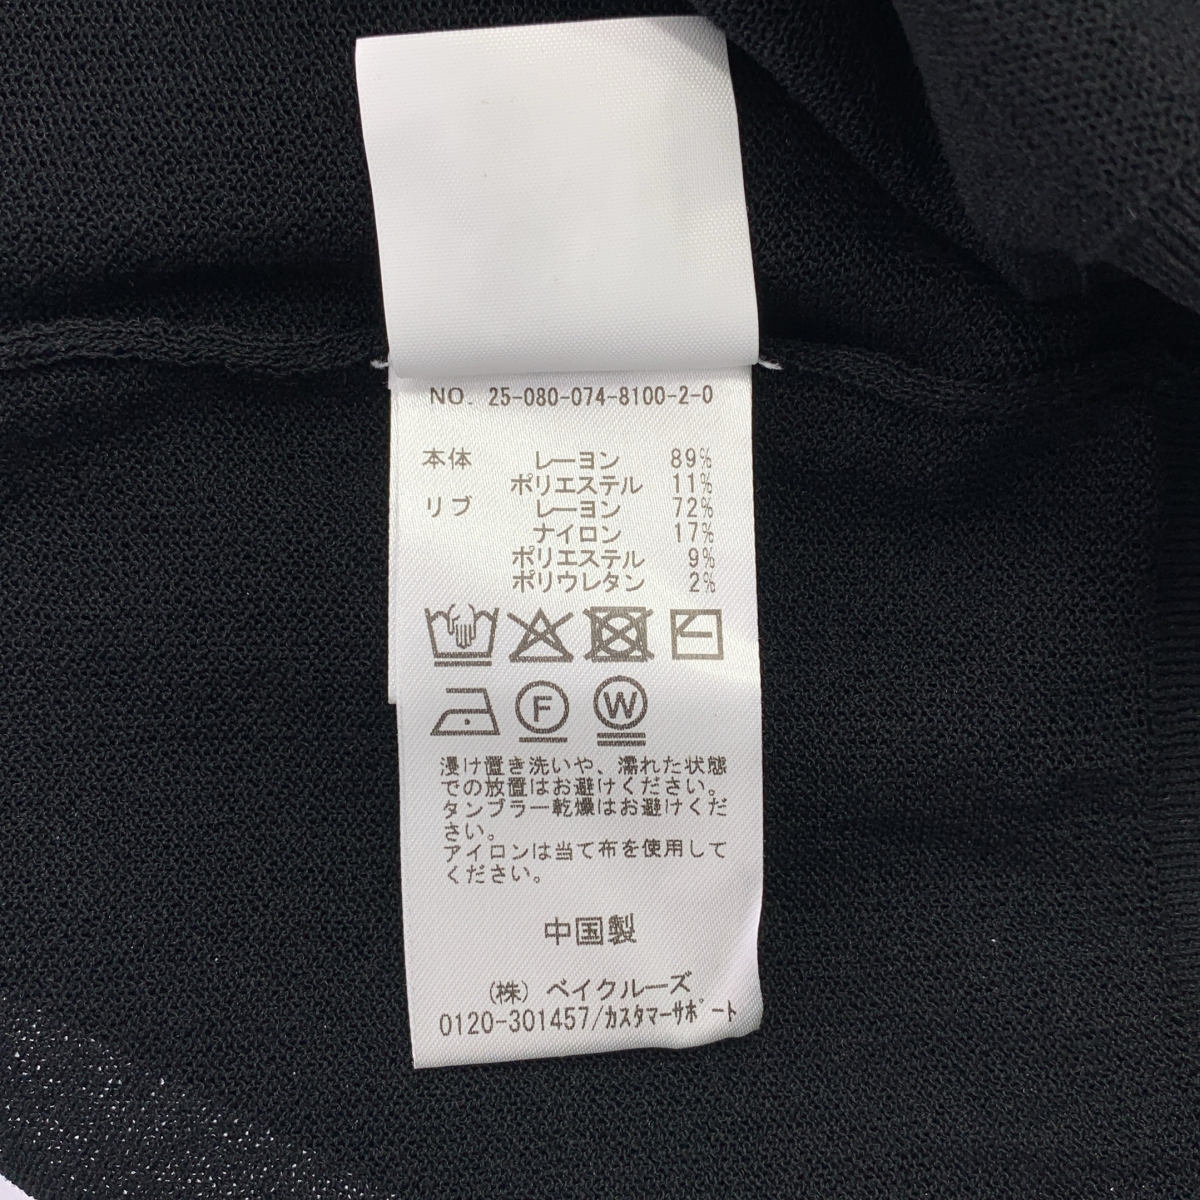 NO. 25-080-074-8100-2-0
本体 レーヨン 89%
ポリエステル 11%
リブ レーヨン 72%
ナイロン 17%
ポリエステル 9%
ポリウレタン 2%
F W
浸け置き洗いや、濡れた状態
での放置はお避けください。
タンブラー乾燥はお避けくだ
さい。
アイロンは当て布を使用して
ください。
中国製
(株) ベイクルーズ
0120-301457/カスタマーサポート